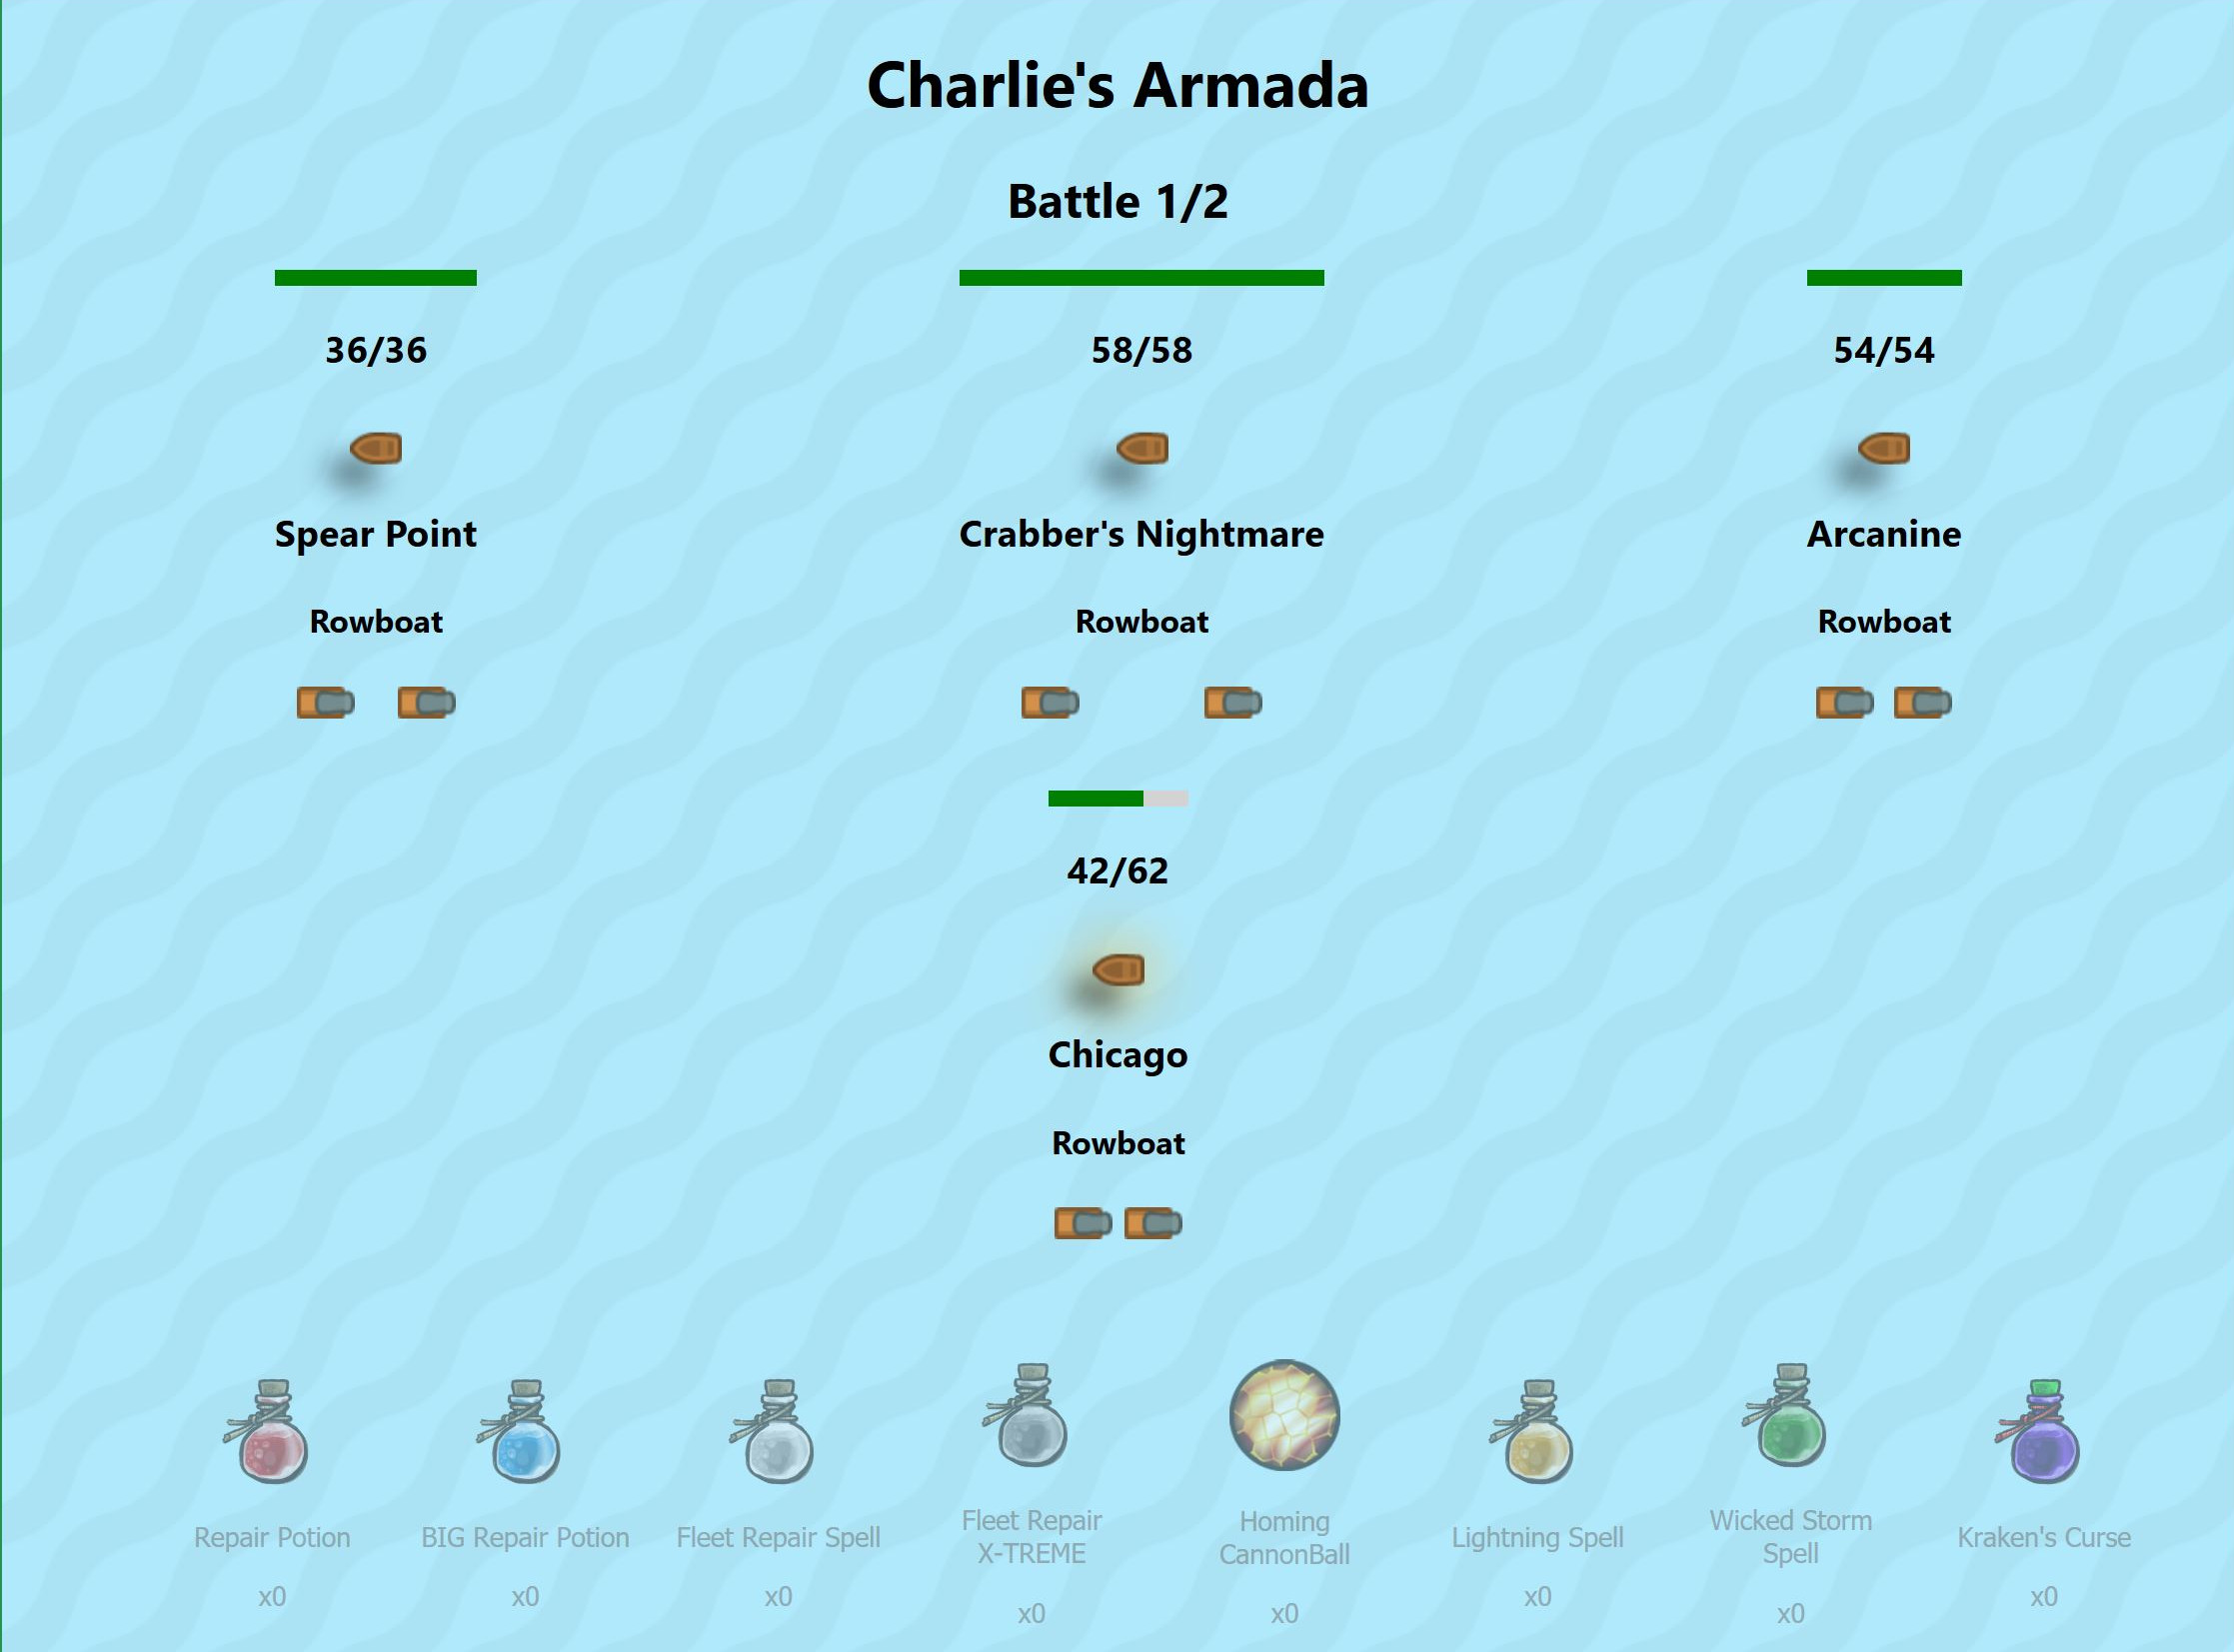 Charlie's Armada
Battle 1/2
36/36
58/58
54/54
Spear Point
Crabber's Nightmare
Arcanine
Rowboat
Rowboat
Rowboat
42/62
Chicago
Rowboat
Repair Potion
x0
BIG Repair Potion
x0
Fleet Repair Spell
x0
Fleet Repair
X-TREME
x0
Homing
CannonBall
x0
Lightning Spell
x0
Wicked Storm
Spell
x0
Kraken's Curse
x0